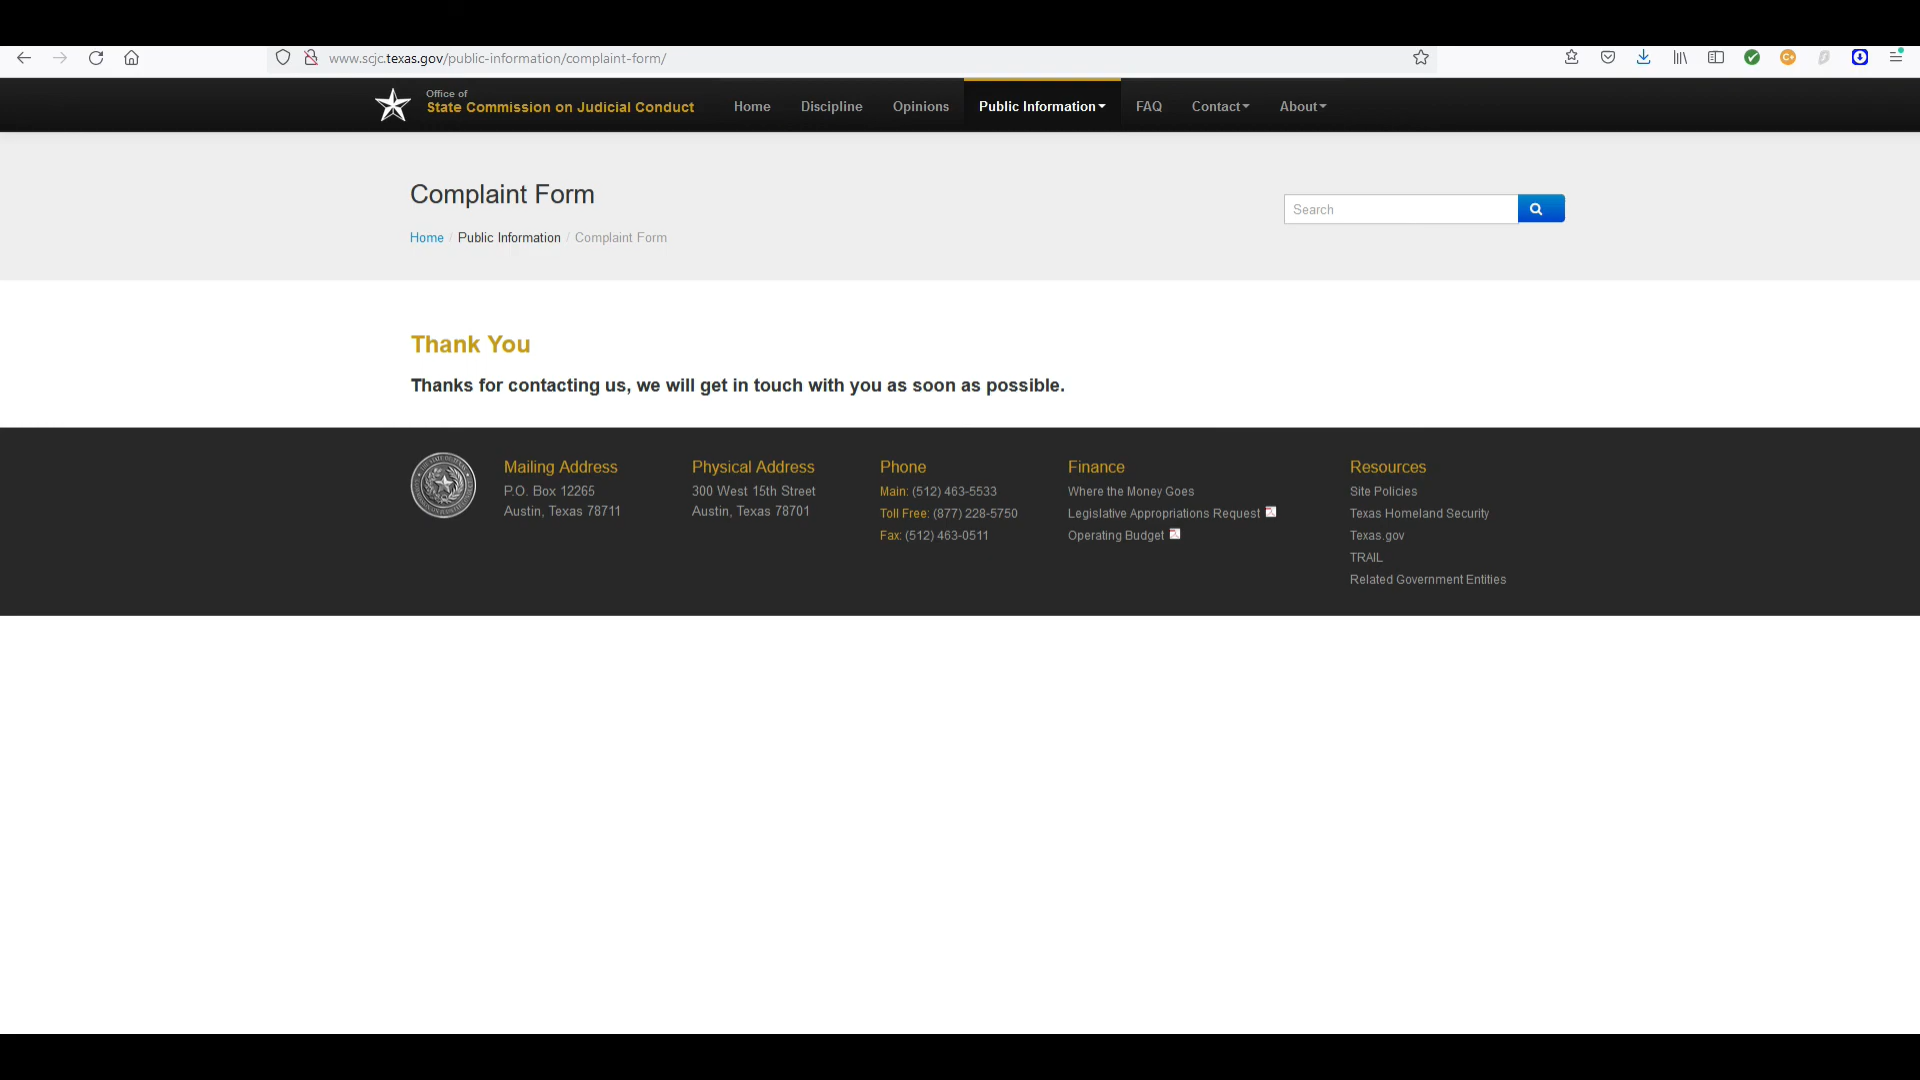 www.scjc.texas.gov/public-information/complaint-form/
Office of
State Commission on Judicial Conduct
Home Discipline Opinions Public Information FAQ Contact About
Complaint Form
Search
Home / Public Information / Complaint Form
Thank You
Thanks for contacting us, we will get in touch with you as soon as possible.
Mailing Address
P.O. Box 12265
Austin, Texas 78711
Physical Address
300 West 15th Street
Austin, Texas 78701
Phone
Main: (512) 463-5533
Toll Free: (877) 228-5750
Fax: (512) 463-0511
Finance
Where the Money Goes
Legislative Appropriations Request
Operating Budget
Resources
Site Policies
Texas Homeland Security
Texas.gov
TRAIL
Related Government Entities